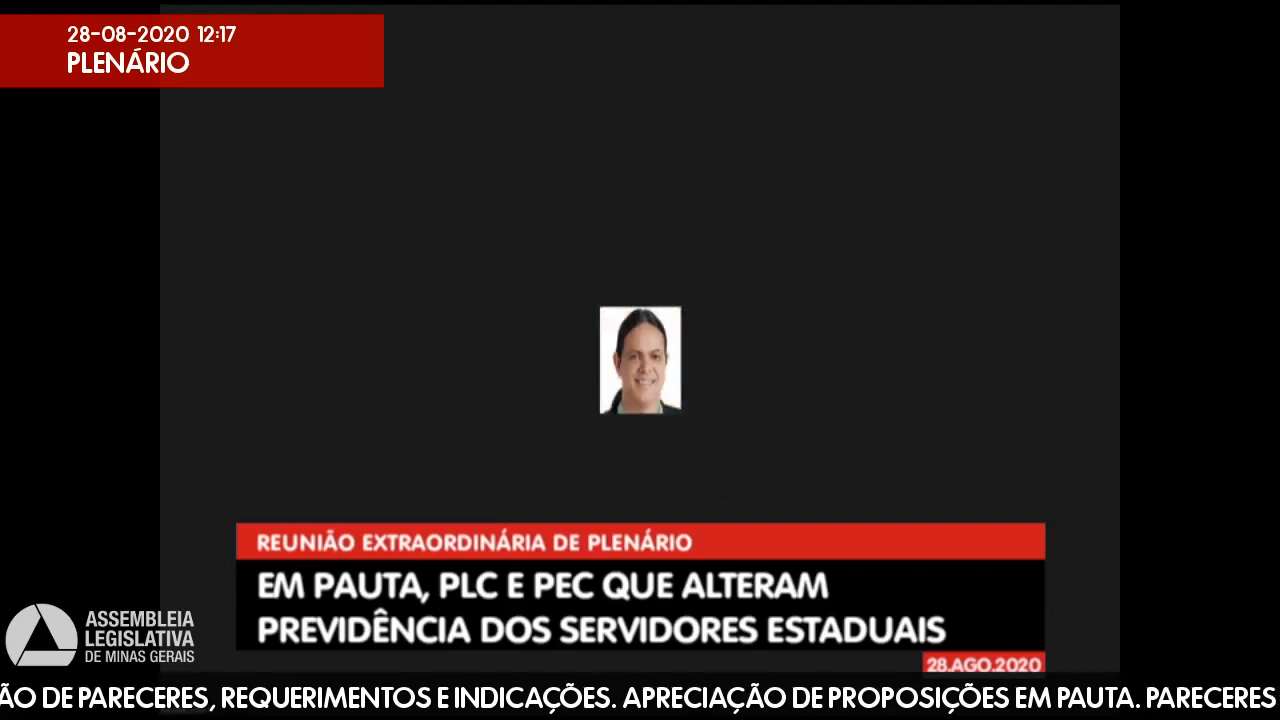 28-08-2020 12:17
PLENÁRIO
REUNIÃO EXTRAORDINÁRIA DE PLENÁRIO
EM PAUTA, PLC E PEC QUE ALTERAM
PREVIDÊNCIA DOS SERVIDORES ESTADUAIS
ASSEMBLEIA
LEGISLATIVA
DE MINAS GERAIS
28.AGO.2020
ÃO DE PARECERES, REQUERIMENTOS E INDICAÇÕES. APRECIAÇÃO DE PROPOSIÇÕES EM PAUTA. PARECERES